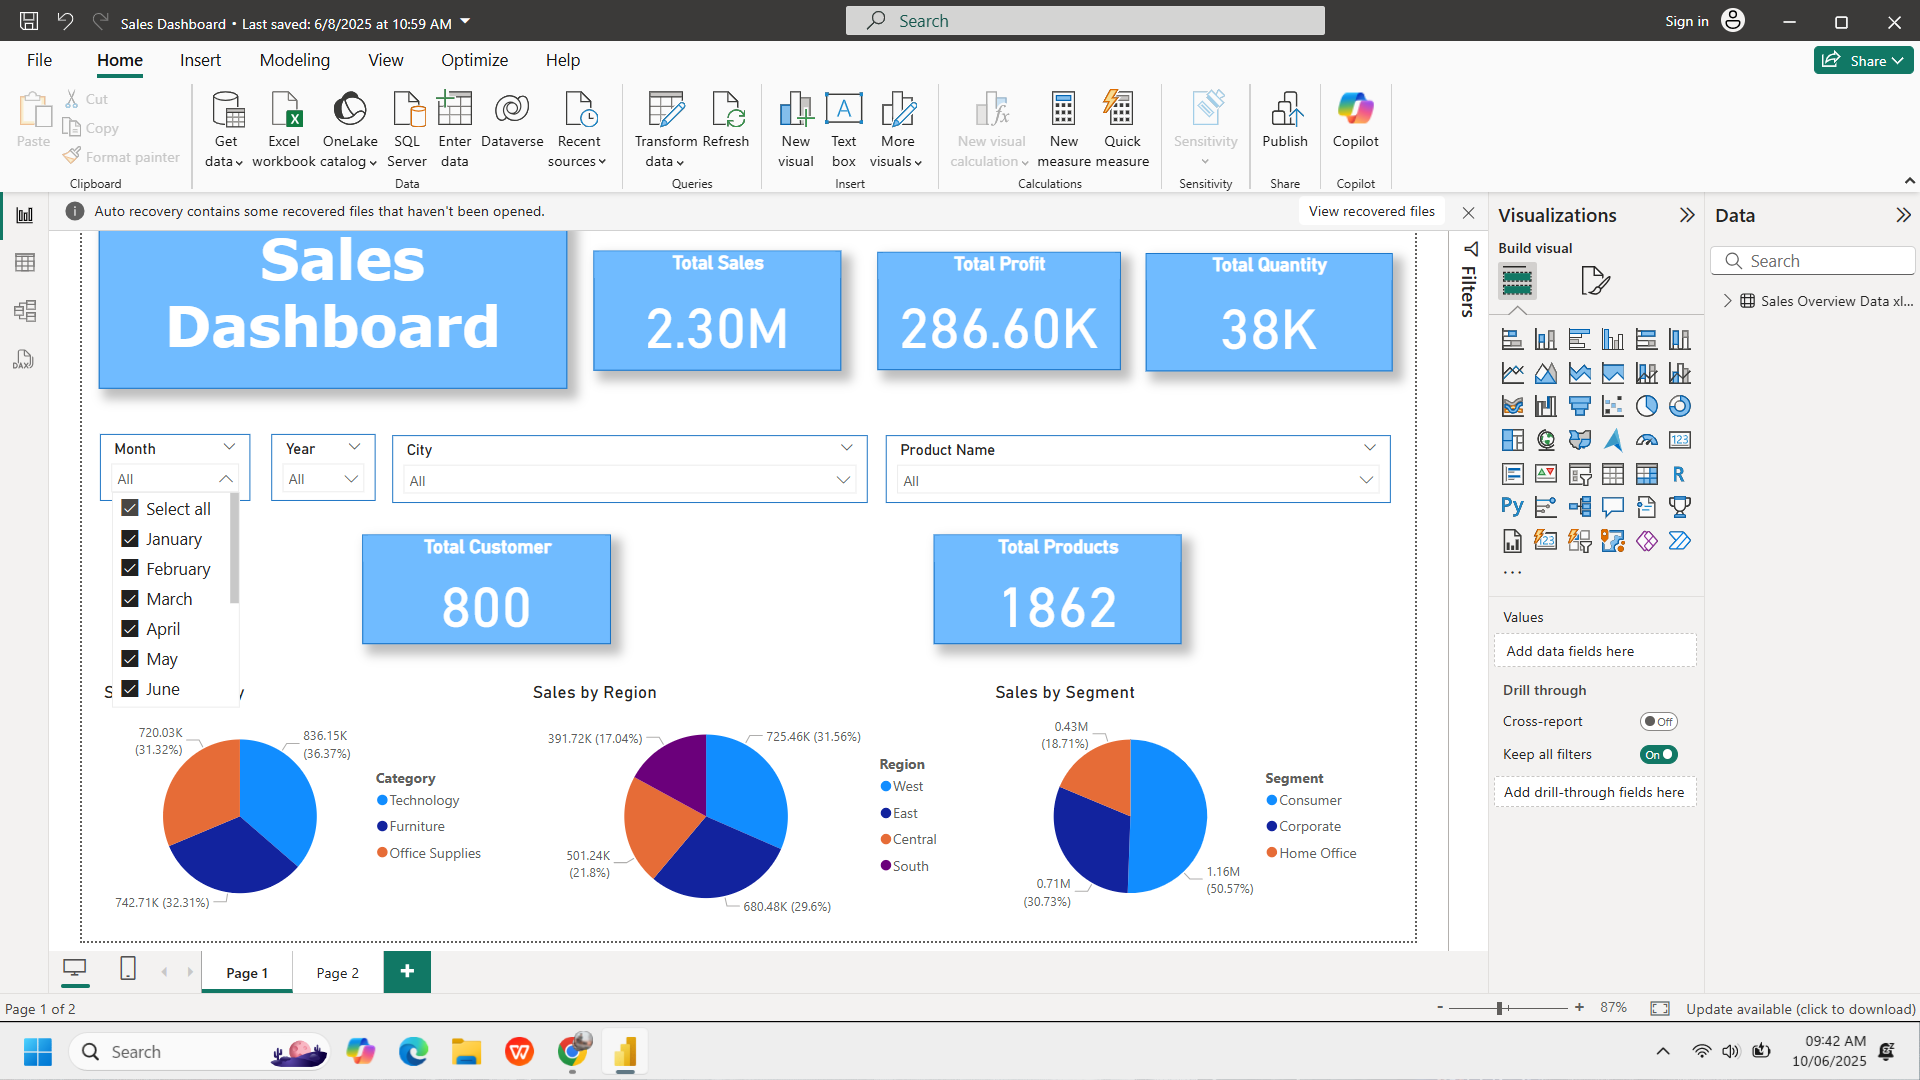 Sales Dashboard • Last saved: 6/8/2025 at 10:59 AM
Search
Sign in
File
Home
Insert
Modeling
View
Optimize
Help
Share
Paste
Cut
Copy
Format painter
Clipboard
Get
data
Excel
workbook
OneLake
catalog
SQL
Server
Enter
data
Dataverse
Recent
sources
Data
Transform
data
Refresh
Queries
New
visual
A
Text
box
More
visuals
Insert
New visual
calculation
New
measure
Quick
measure
Calculations
Sensitivity
Sensitivity
Publish
Share
Copilot
Copilot
Auto recovery contains some recovered files that haven't been opened.
View recovered files
DAX
Sales
Dashboard
Total Sales
2.30M
Total Profit
286.60K
Total Quantity
38K
Month
All
Year
All
City
All
Product Name
All
Select all
January
February
March
April
May
June
Total Customer
800
Total Products
1862
S
y
720.03K
(31.32%)
836.15K
(36.37%)
742.71K (32.31%)
Category
Technology
Furniture
Office Supplies
Sales by Region
391.72K (17.04%)
725.46K (31.56%)
501.24K
(21.8%)
680.48K (29.6%)
Region
West
East
Central
South
Sales by Segment
0.43M
(18.71%)
0.71M
(30.73%)
1.16M
(50.57%)
Segment
Consumer
Corporate
Home Office
Filters
Visualizations
Build visual
123
R
Py
123
...
Values
Add data fields here
Drill through
Cross-report
Off
Keep all filters
On
Add drill-through fields here
Data
Search
Sales Overview Data xl...
Page 1
Page 2
+
Page 1 of 2
-
+
87%
Update available (click to download)
Search
W
09:42 AM
10/06/2025